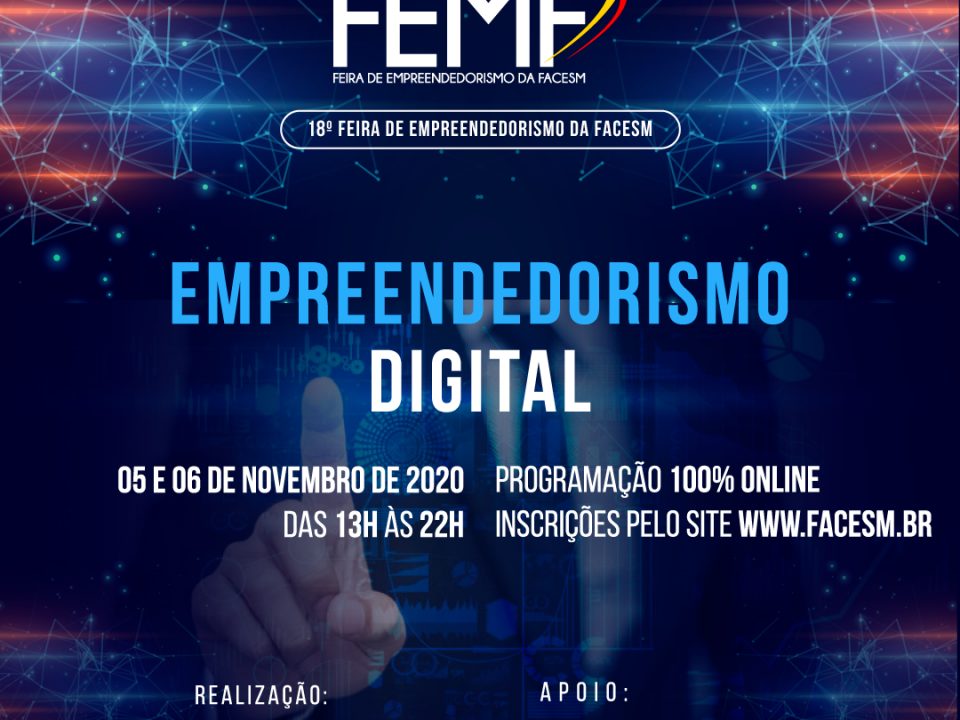 FEMF
FEIRA DE EMPREENDEDORISMO DA FACESM
18º FEIRA DE EMPREENDEDORISMO DA FACESM
EMPREENDEDORISMO
DIGITAL
05 E 06 DE NOVEMBRO DE 2020
DAS 13H ÀS 22H
PROGRAMAÇÃO 100% ONLINE
INSCRIÇÕES PELO SITE WWW.FACESM.BR
REALIZAÇÃO:
APOIO: